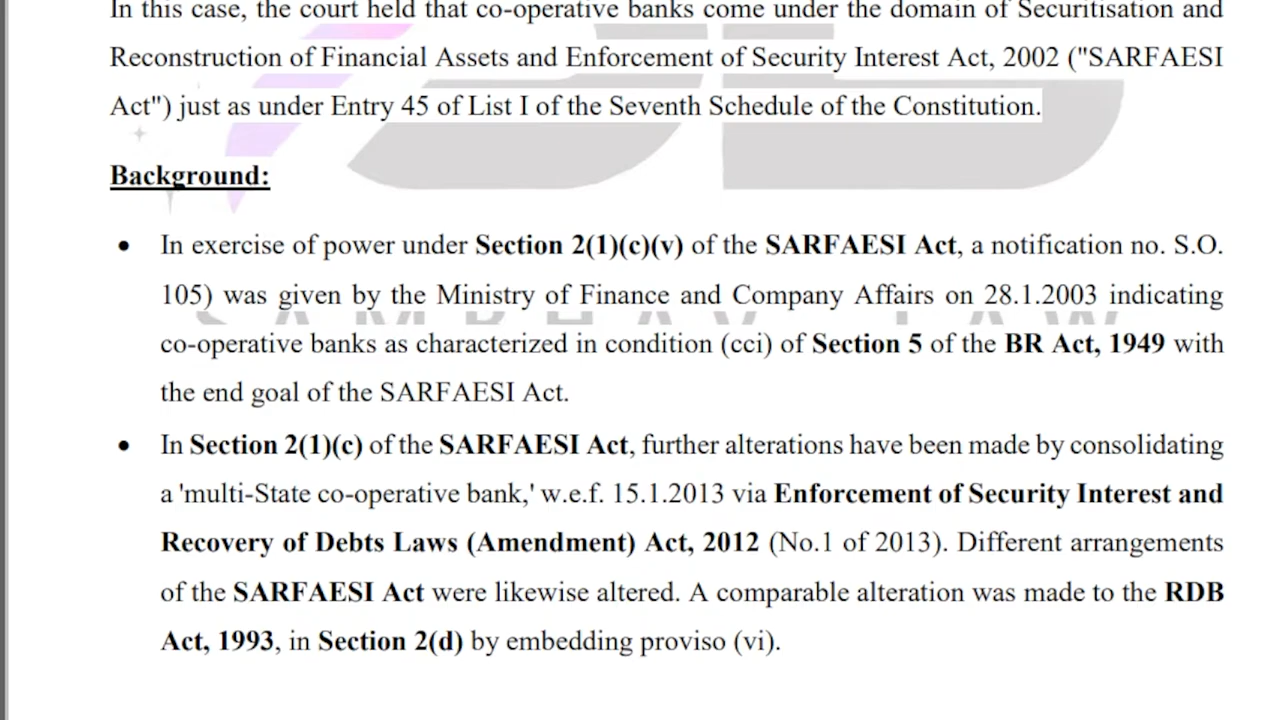 In this case, the court held that co-operative banks come under the domain of Securitisation and
Reconstruction of Financial Assets and Enforcement of Security Interest Act, 2002 ("SARFAESI
Act") just as under Entry 45 of List I of the Seventh Schedule of the Constitution.
Background:
• In exercise of power under Section 2(1)(c)(v) of the SARFAESI Act, a notification no. S.O.
105) was given by the Ministry of Finance and Company Affairs on 28.1.2003 indicating
co-operative banks as characterized in condition (cci) of Section 5 of the BR Act, 1949 with
the end goal of the SARFAESI Act.
• In Section 2(1)(c) of the SARFAESI Act, further alterations have been made by consolidating
a 'multi-State co-operative bank,' w.e.f. 15.1.2013 via Enforcement of Security Interest and
Recovery of Debts Laws (Amendment) Act, 2012 (No.1 of 2013). Different arrangements
of the SARFAESI Act were likewise altered. A comparable alteration was made to the RDB
Act, 1993, in Section 2(d) by embedding proviso (vi).